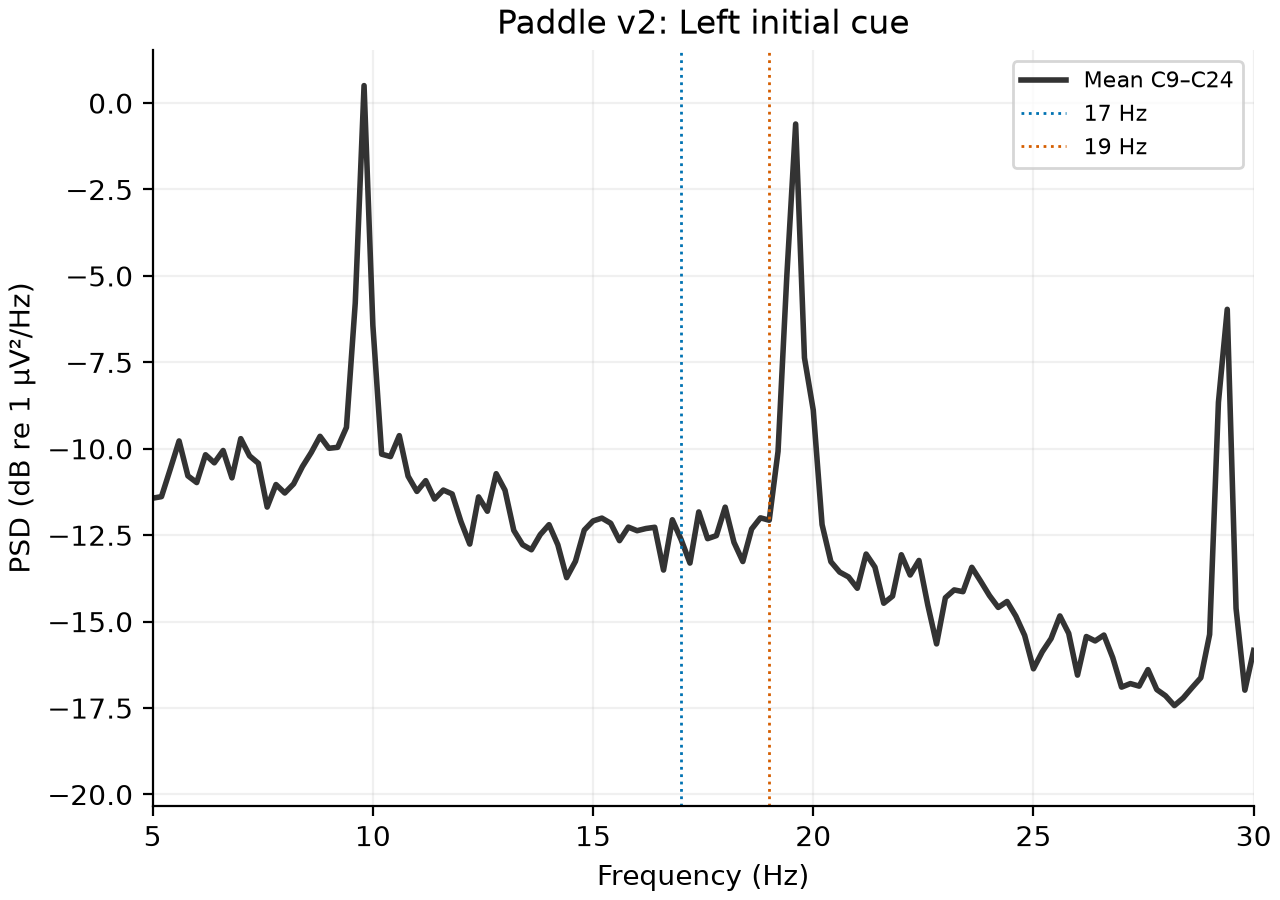 Paddle v2: Left initial cue
Mean C9–C24
17 Hz
19 Hz
0.0
−2.5
−5.0
−7.5
−10.0
−12.5
−15.0
−17.5
−20.0
PSD (dB re 1 µV²/Hz)
5 10 15 20 25 30
Frequency (Hz)